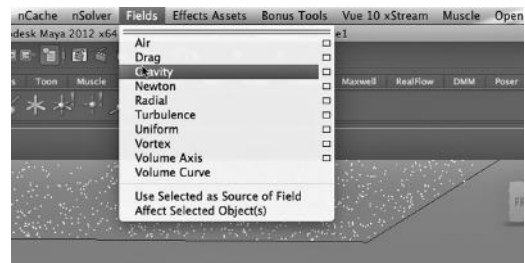 nCache nSolver Fields Effects Assets Bonus Tools Vue 10 xStream Muscle Open
desk Maya 2012 x64
Air
Drag
Gravity
Newton
Radial
Turbulence
Uniform
Vortex
Volume Axis
Volume Curve
Use Selected as Source of Field
Affect Selected Object(s)
Toon Muscle
Maxwell RealFlow DMM Poser